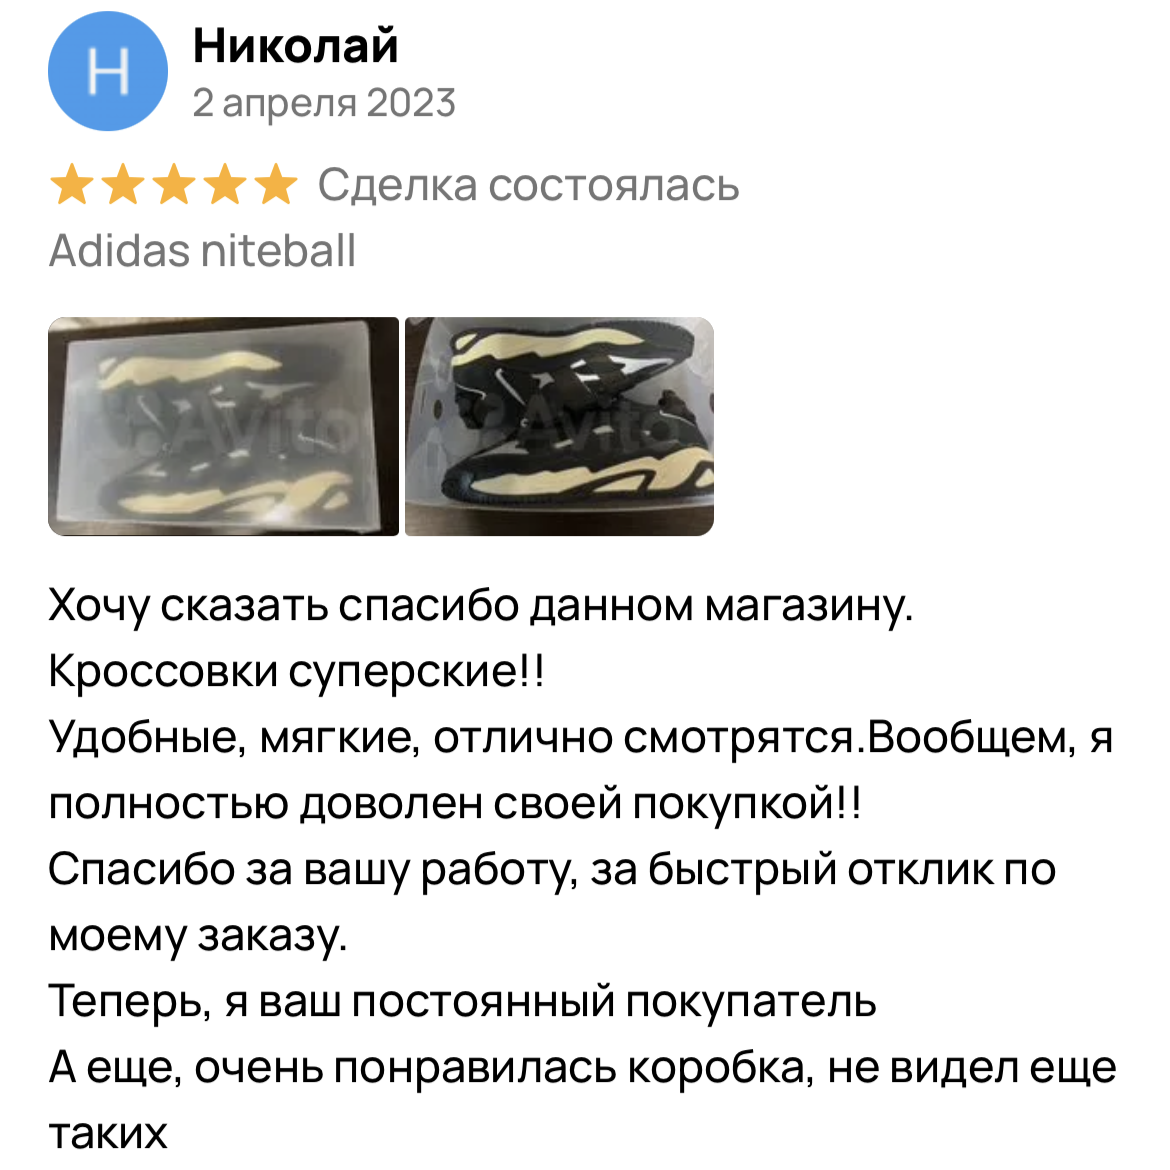 Н
Николай
2 апреля 2023
Сделка состоялась
Adidas niteball
Avito
Avito
Хочу сказать спасибо данном магазину.
Кроссовки суперские!!
Удобные, мягкие, отлично смотрятся.Вообщем, я
полностью доволен своей покупкой!!
Спасибо за вашу работу, за быстрый отклик по
моему заказу.
Теперь, я ваш постоянный покупатель
А еще, очень понравилась коробка, не видел еще
таких